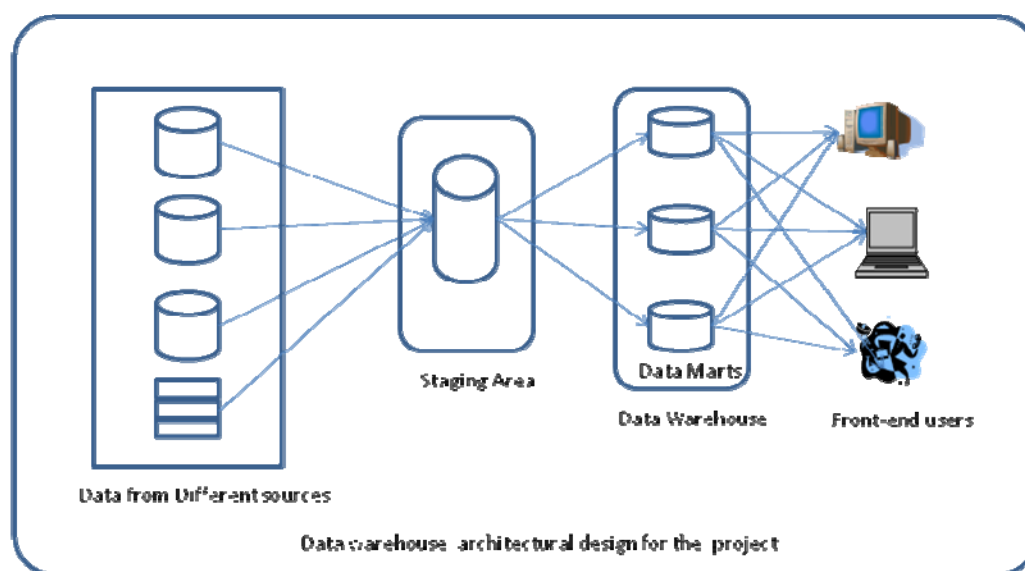 Staging Area
Data Marts
Data Warehouse
Front-end users
Data from Different sources
Data warehouse architectural design for the project